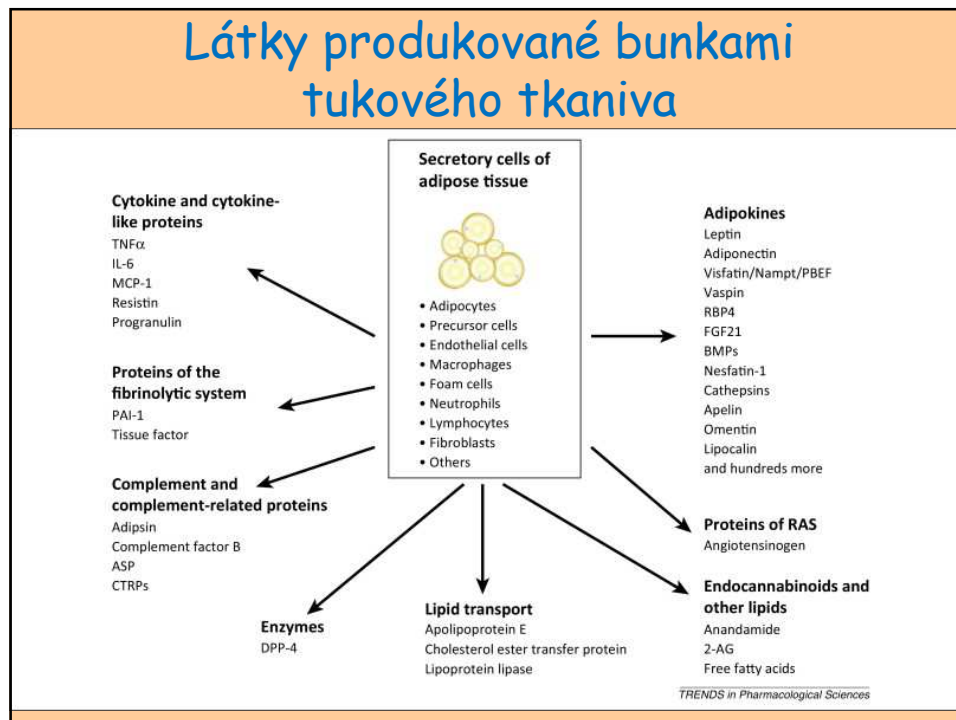 Látky produkované bunkami
tukového tkaniva
Secretory cells of
adipose tissue
• Adipocytes
• Precursor cells
• Endothelial cells
• Macrophages
• Foam cells
• Neutrophils
• Lymphocytes
• Fibroblasts
• Others
Cytokine and cytokine-
like proteins
TNFα
IL-6
MCP-1
Resistin
Progranulin
Proteins of the
fibrinolytic system
PAI-1
Tissue factor
Complement and
complement-related proteins
Adipsin
Complement factor B
ASP
CTRPs
Enzymes
DPP-4
Lipid transport
Apolipoprotein E
Cholesterol ester transfer protein
Lipoprotein lipase
Adipokines
Leptin
Adiponectin
Visfatin/Nampt/PBEF
Vaspin
RBP4
FGF21
BMPs
Nesfatin-1
Cathepsins
Apelin
Omentin
Lipocalin
and hundreds more
Proteins of RAS
Angiotensinogen
Endocannabinoids and
other lipids
Anandamide
2-AG
Free fatty acids
TRENDS in Pharmacological Sciences